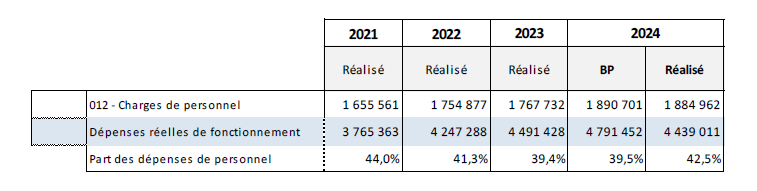 2021 2022 2023 2024
Réalisé Réalisé Réalisé BP Réalisé
012 - Charges de personnel 1 655 561 1 754 877 1 767 732 1 890 701 1 884 962
Dépenses réelles de fonctionnement 3 765 363 4 247 288 4 491 428 4 791 452 4 439 011
Part des dépenses de personnel 44,0% 41,3% 39,4% 39,5% 42,5%